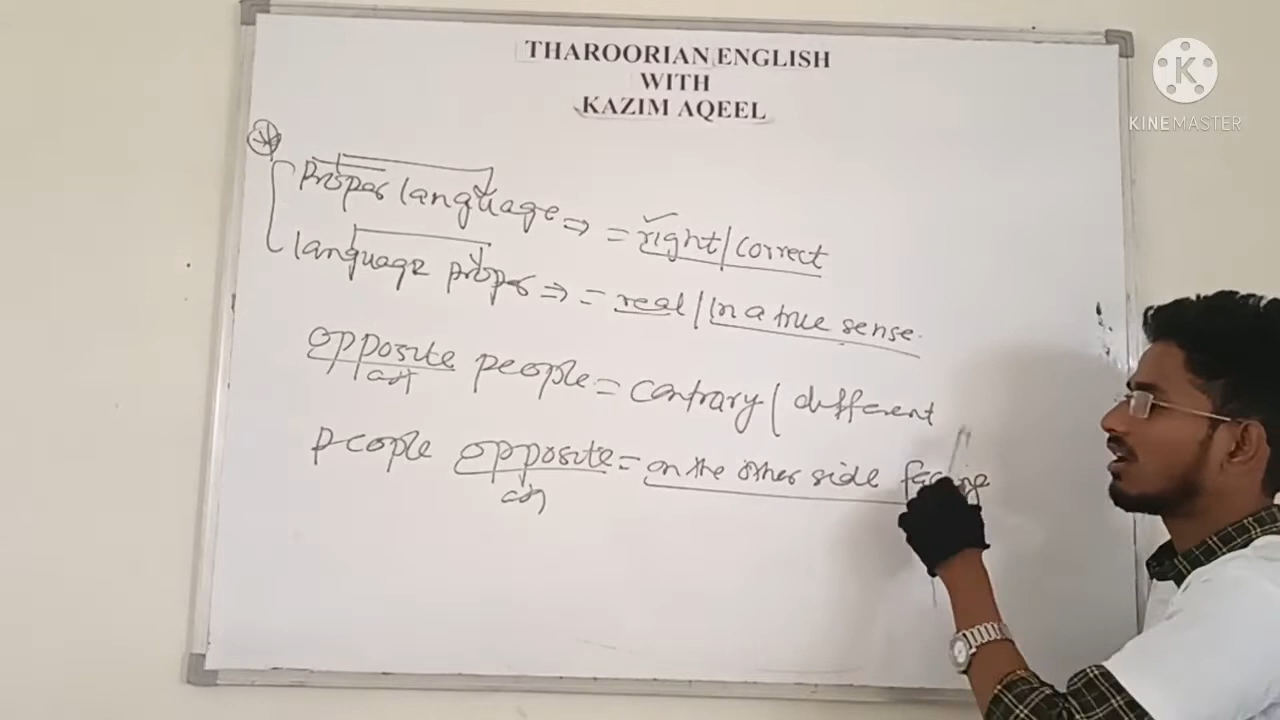 THAROORIAN ENGLISH
WITH
KAZIM AQEEL
KINEMASTER
Proper language ⇒ = right/correct
language proper ⇒ = real/in a true sense.
opposite people = contrary/different
adj
people opposite = on the other side facing
adj